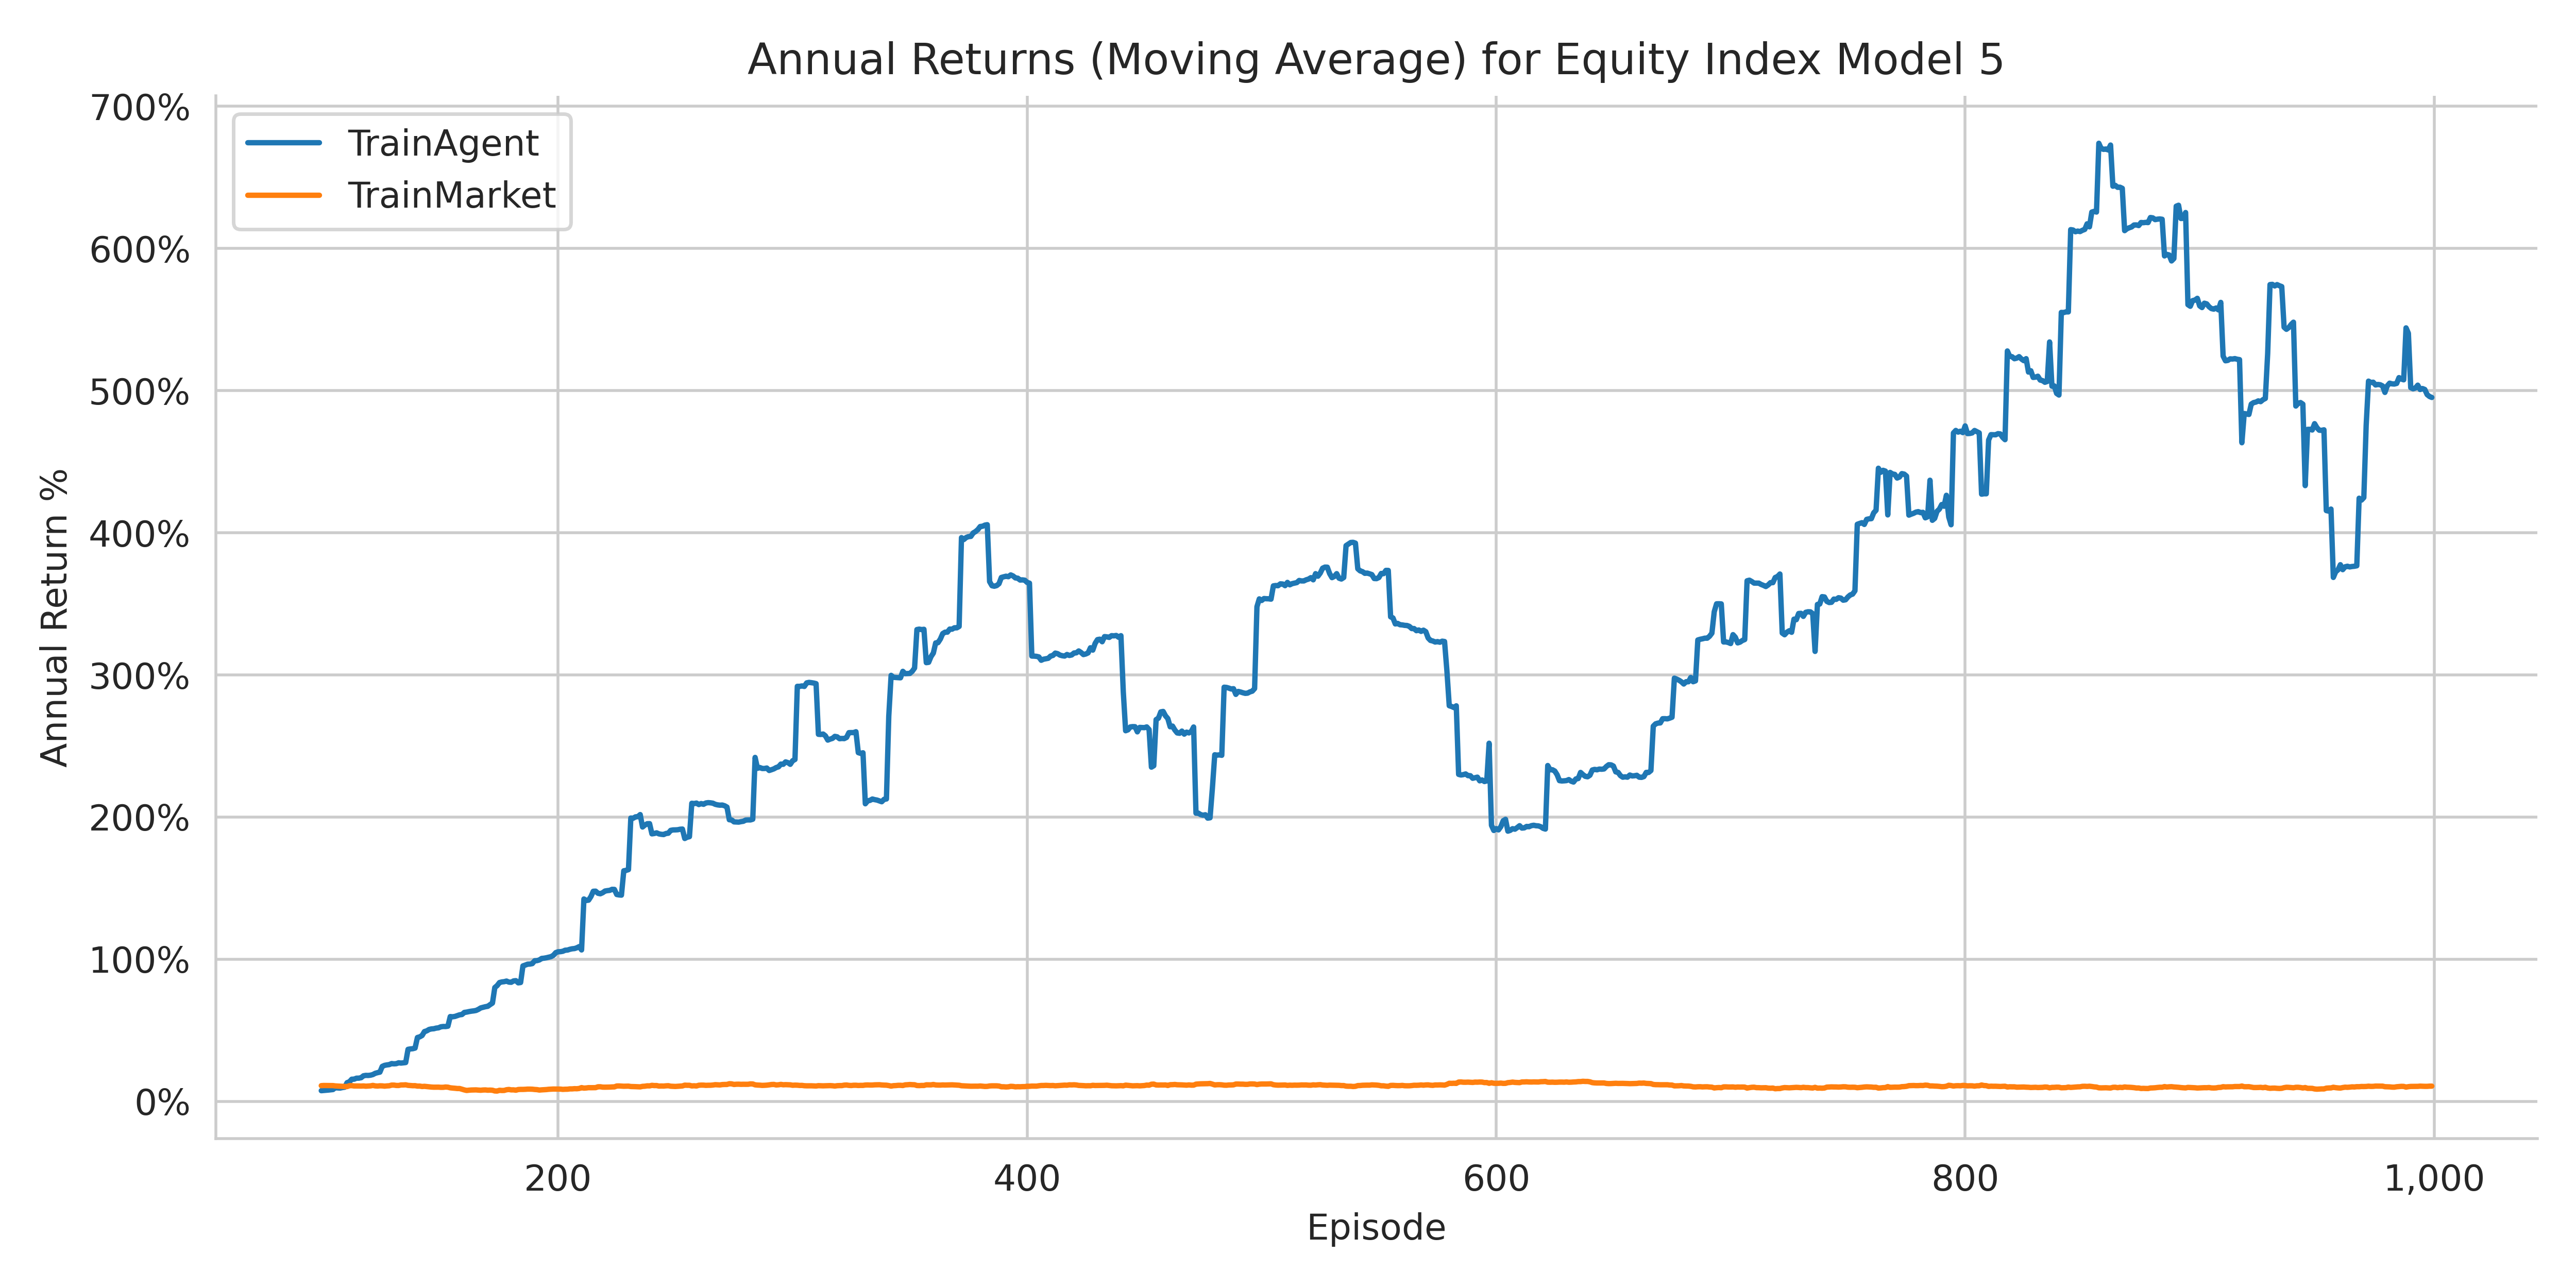 Annual Returns (Moving Average) for Equity Index Model 5
TrainAgent
TrainMarket
700%
600%
500%
400%
300%
200%
100%
0%
Annual Return %
200
400
600
800
1,000
Episode